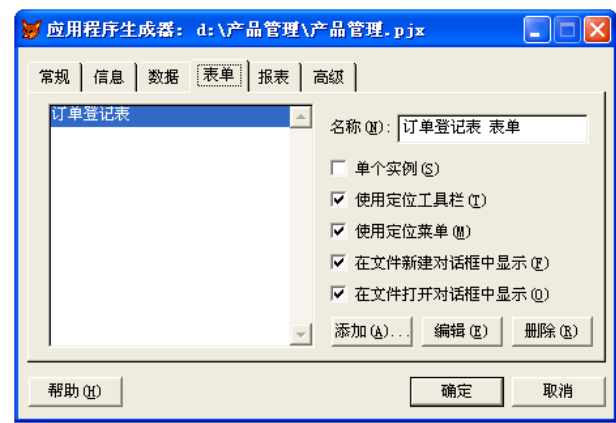 应用程序生成器: d:\产品管理\产品管理.pjx
常规 信息 数据 表单 报表 高级
订单登记表
名称(N): 订单登记表 表单
单个实例(S)
使用定位工具栏(T)
使用定位菜单(M)
在文件新建对话框中显示(F)
在文件打开对话框中显示(O)
添加(A)... 编辑(E) 删除(R)
帮助(H) 确定 取消